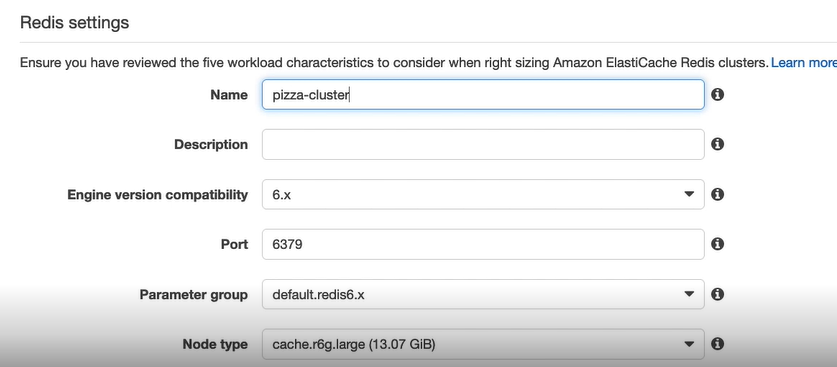 Redis settings
Ensure you have reviewed the five workload characteristics to consider when right sizing Amazon ElastiCache Redis clusters. Learn more
Name pizza-cluster
Description
Engine version compatibility 6.x
Port 6379
Parameter group default.redis6.x
Node type cache.r6g.large (13.07 GiB)